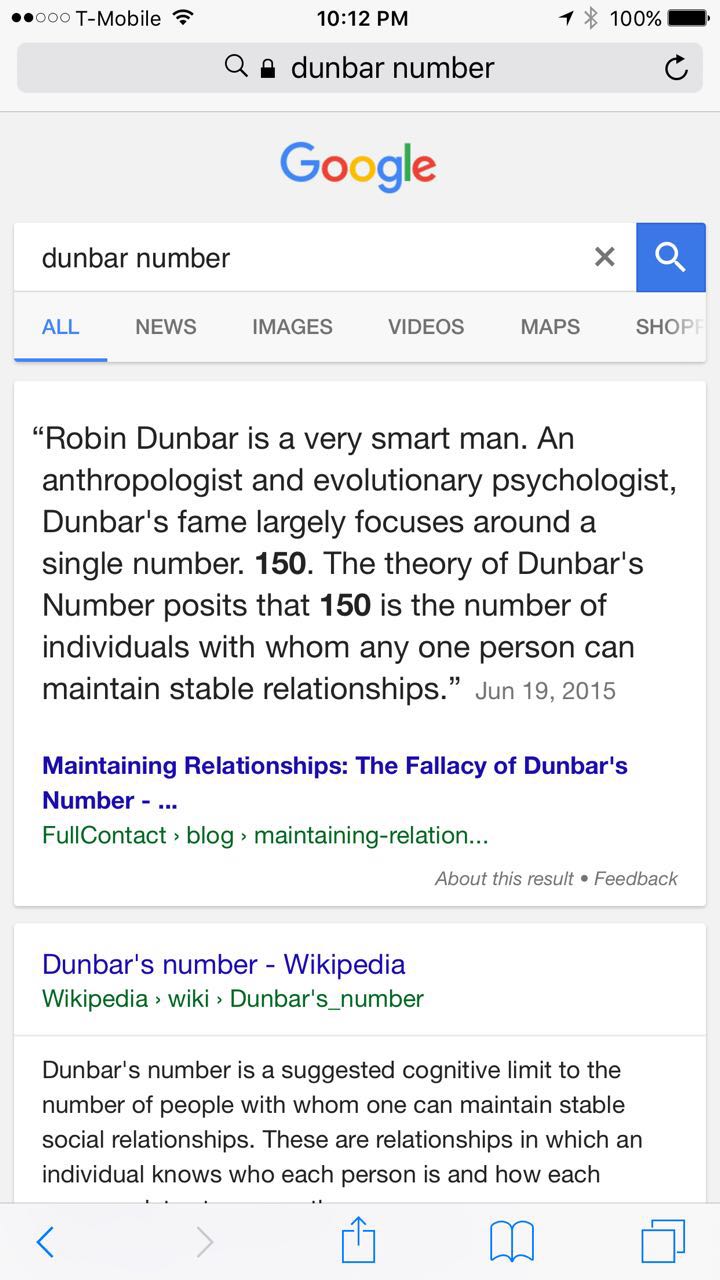 T-Mobile 10:12 PM 100%
dunbar number
Google
dunbar number
ALL NEWS IMAGES VIDEOS MAPS SHOPP
“Robin Dunbar is a very smart man. An
anthropologist and evolutionary psychologist,
Dunbar's fame largely focuses around a
single number. 150. The theory of Dunbar's
Number posits that 150 is the number of
individuals with whom any one person can
maintain stable relationships.” Jun 19, 2015
Maintaining Relationships: The Fallacy of Dunbar's
Number - ...
FullContact › blog › maintaining-relation...
About this result • Feedback
Dunbar's number - Wikipedia
Wikipedia › wiki › Dunbar's_number
Dunbar's number is a suggested cognitive limit to the
number of people with whom one can maintain stable
social relationships. These are relationships in which an
individual knows who each person is and how each